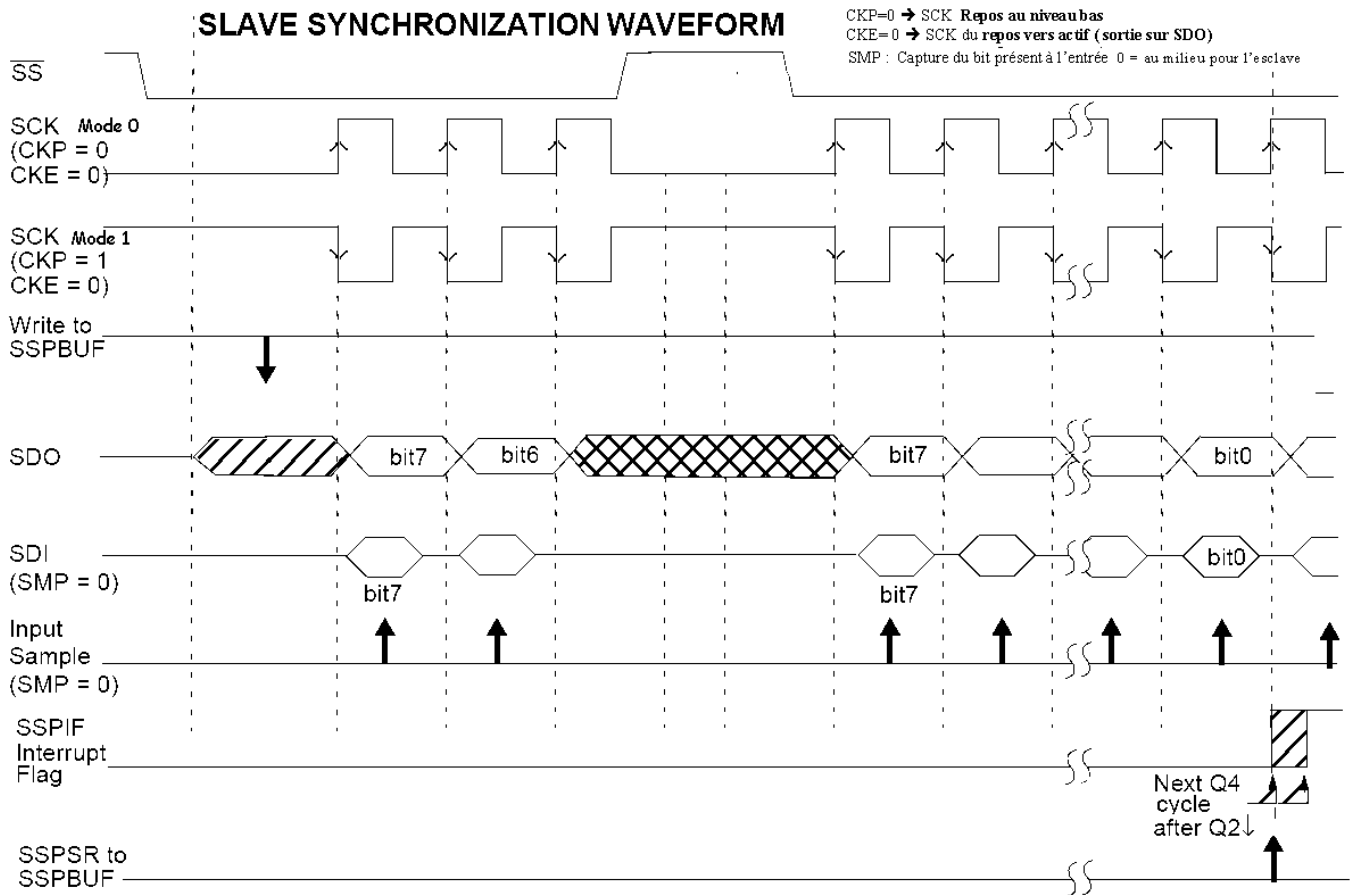 SLAVE SYNCHRONIZATION WAVEFORM
CKP=0 ➔ SCK Repos au niveau bas
CKE=0 ➔ SCK du repos vers actif (sortie sur SDO)
SMP : Capture du bit présent à l'entrée 0 = au milieu pour l'esclave
SS
SCK Mode 0
(CKP = 0
CKE = 0)
SCK Mode 1
(CKP = 1
CKE = 0)
Write to
SSPBUF
SDO
bit7
bit6
bit7
bit0
SDI
(SMP = 0)
bit7
bit7
bit0
Input
Sample
(SMP = 0)
SSPIF
Interrupt
Flag
Next Q4
cycle
after Q2↓
SSPSR to
SSPBUF